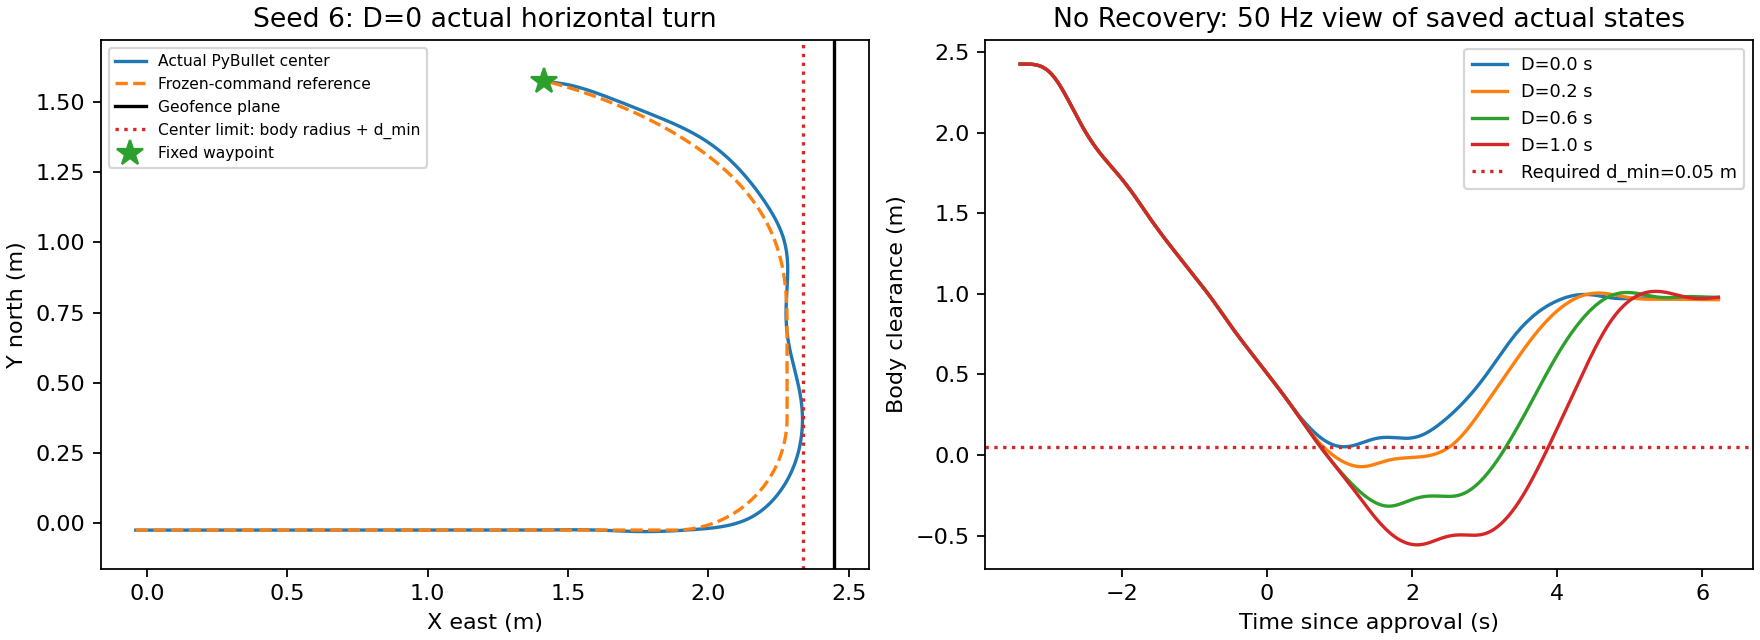 Seed 6: D=0 actual horizontal turn
Actual PyBullet center
Frozen-command reference
Geofence plane
Center limit: body radius + d_min
Fixed waypoint
1.50
1.25
1.00
0.75
0.50
0.25
0.00
Y north (m)
0.0
0.5
1.0
1.5
2.0
2.5
X east (m)
No Recovery: 50 Hz view of saved actual states
D=0.0 s
D=0.2 s
D=0.6 s
D=1.0 s
Required d_min=0.05 m
2.5
2.0
1.5
1.0
0.5
0.0
−0.5
Body clearance (m)
−2
0
2
4
6
Time since approval (s)